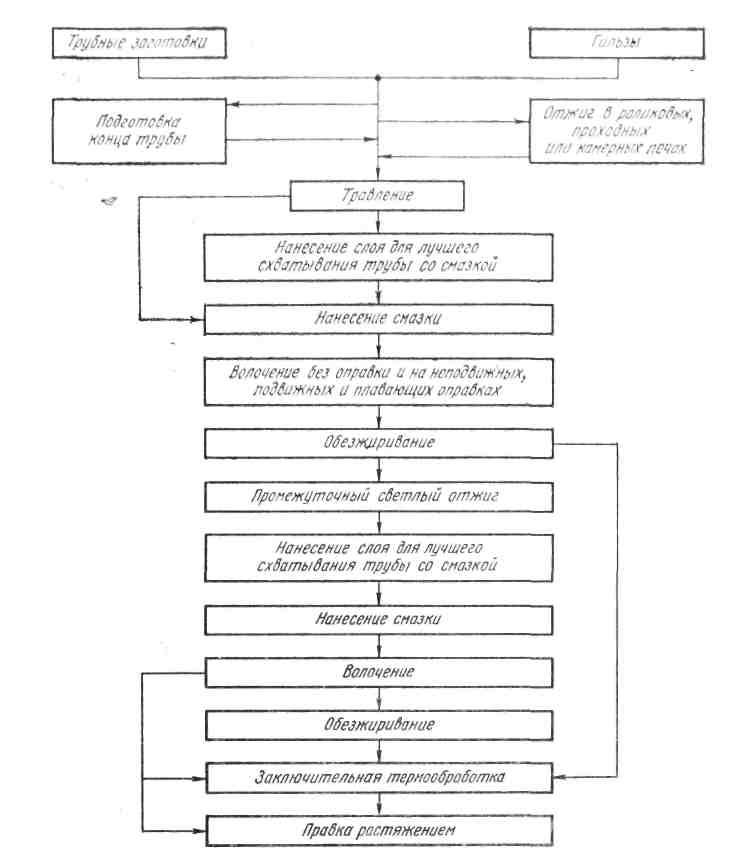 Трубные заготовки
Гильзы
Подготовка
конца трубы
Отжиг в роликовых,
проходных
или камерных печах
Травление
Нанесение слоя для лучшего
схватывания трубы со смазкой
Нанесение смазки
Волочение без оправки и на неподвижных,
подвижных и плавающих оправках
Обезжиривание
Промежуточный светлый отжиг
Нанесение слоя для лучшего
схватывания трубы со смазкой
Нанесение смазки
Волочение
Обезжиривание
Заключительная термообработка
Правка растяжением